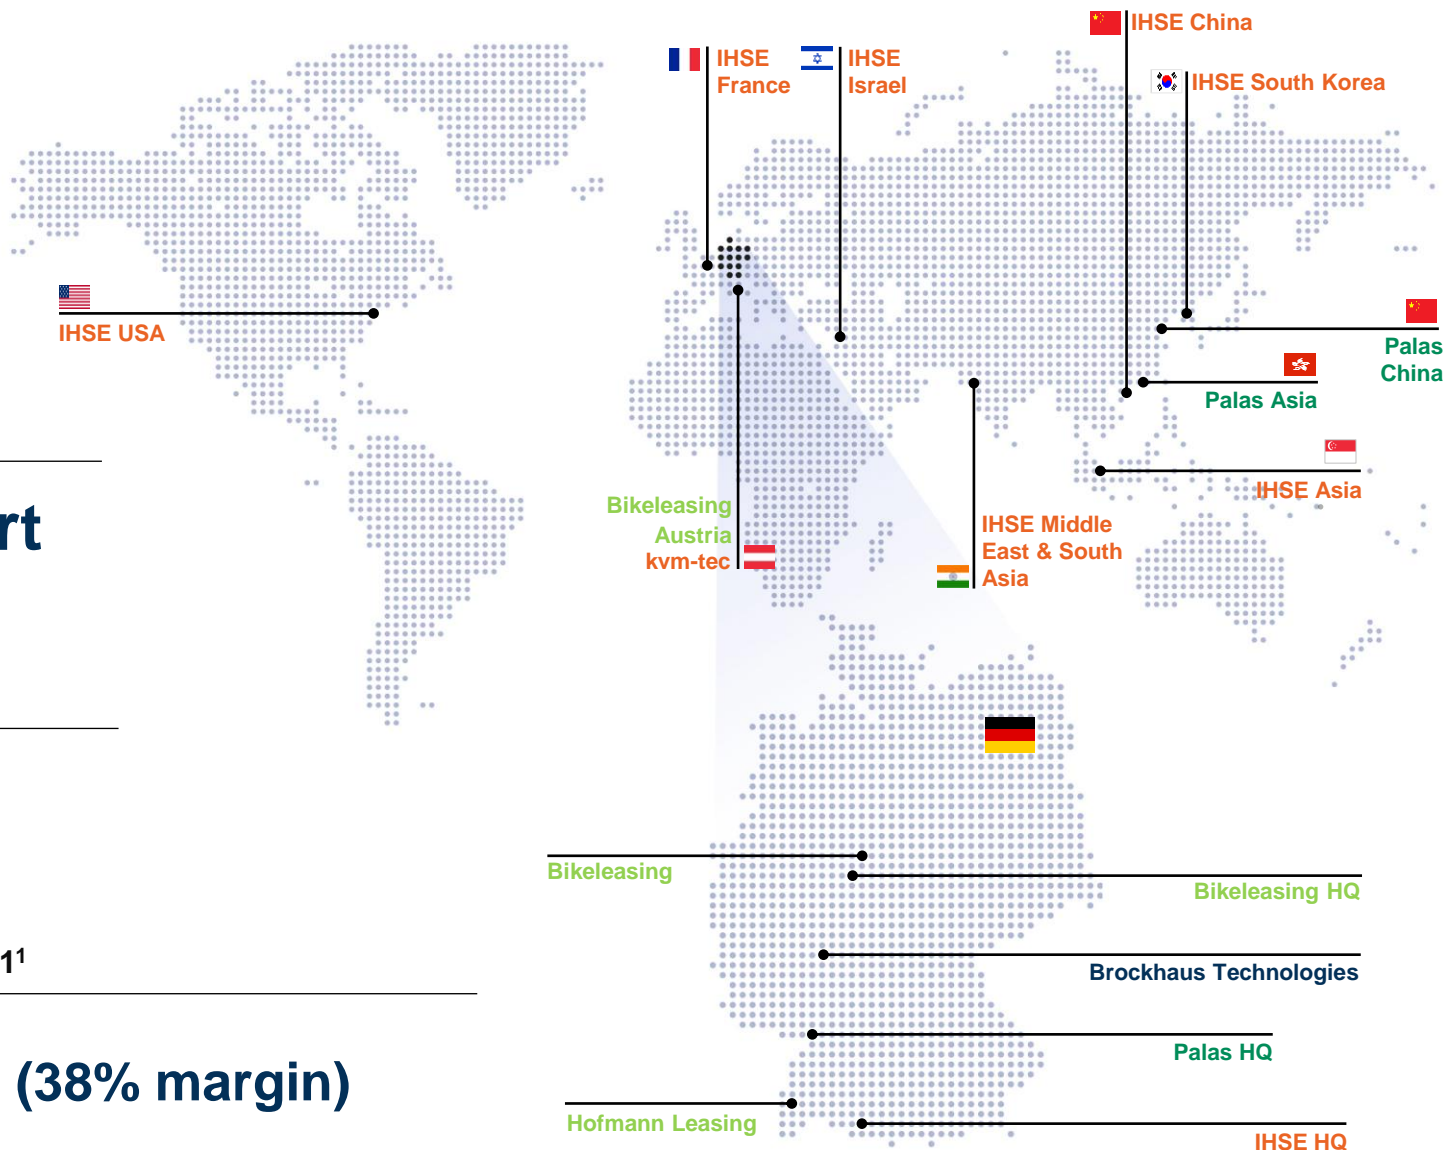 IHSE China
IHSE
France
IHSE
Israel
IHSE South Korea
IHSE USA
Palas
China
Palas Asia
IHSE Asia
Bikeleasing
Austria
kvm-tec
IHSE Middle
East & South
Asia
rt
Bikeleasing
Bikeleasing HQ
1¹
Brockhaus Technologies
Palas HQ
(38% margin)
Hofmann Leasing
IHSE HQ